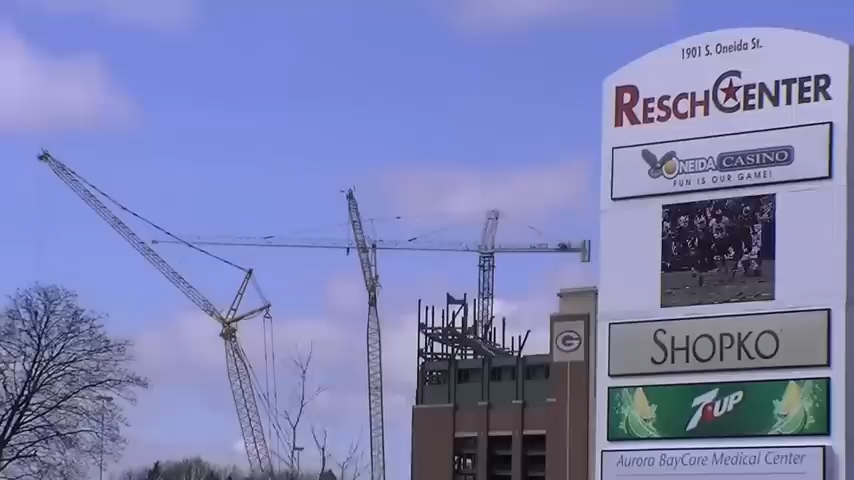 1901 S. Oneida St.
RESCH CENTER
ONEIDA CASINO
FUN IS OUR GAME!
SHOPKO
7UP
Aurora BayCare Medical Center
G